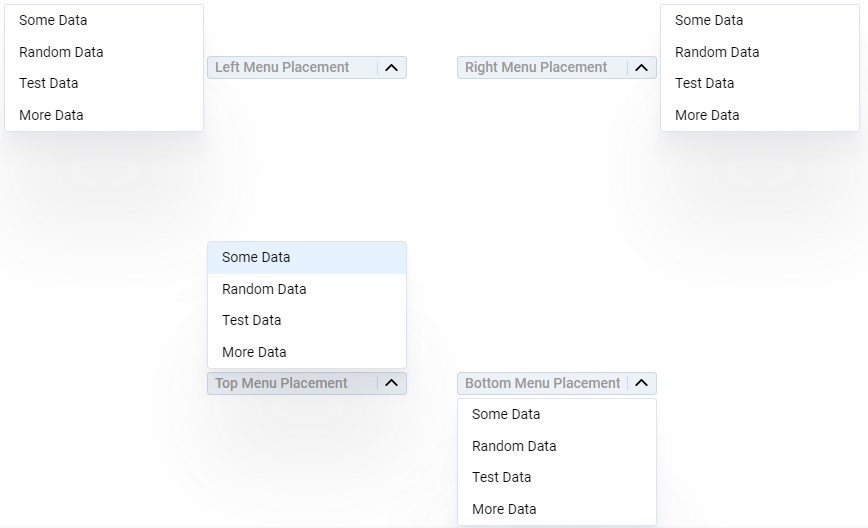 Some Data
Random Data
Test Data
More Data
Left Menu Placement
Right Menu Placement
Some Data
Random Data
Test Data
More Data
Some Data
Random Data
Test Data
More Data
Top Menu Placement
Bottom Menu Placement
Some Data
Random Data
Test Data
More Data